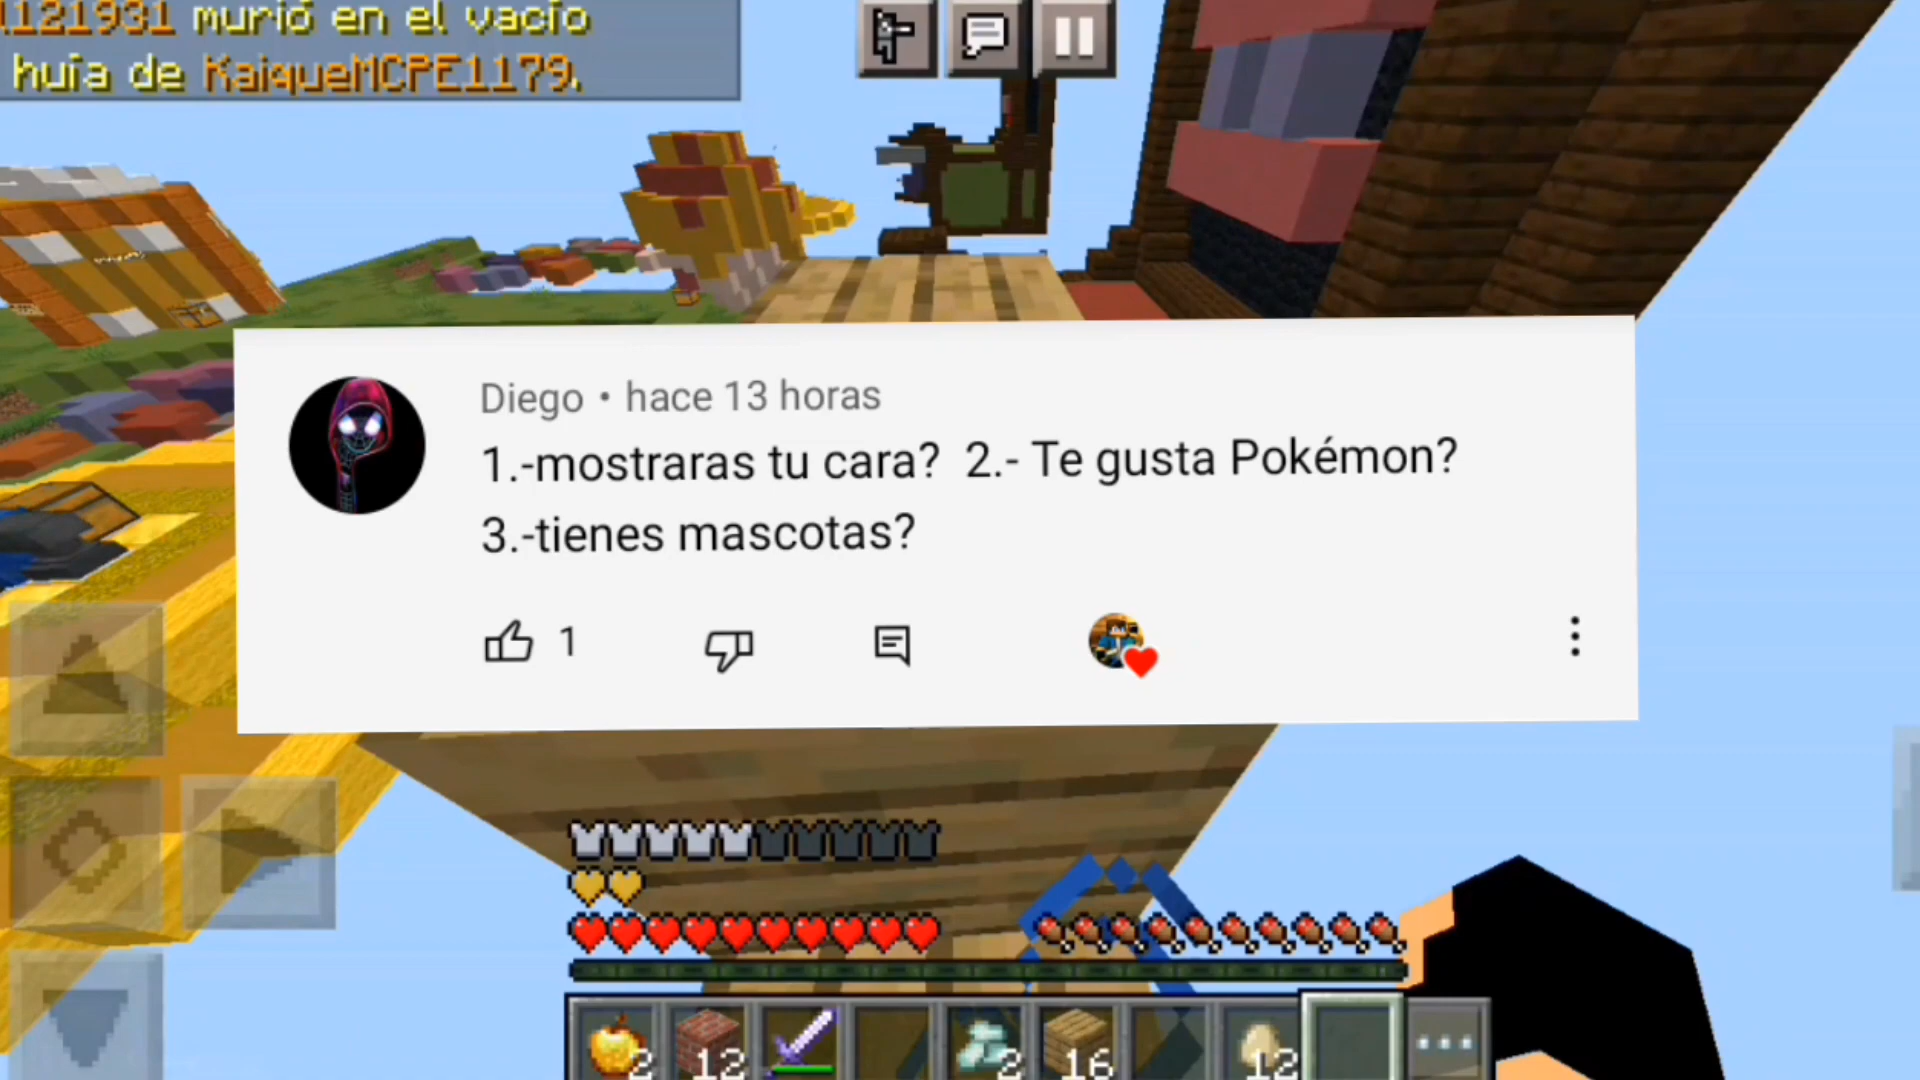 murió en el vacío
huía de KaiqueMCPE1179.
Diego • hace 13 horas
1.-mostraras tu cara? 2.- Te gusta Pokémon?
3.-tienes mascotas?
1
2
12
2
16
12